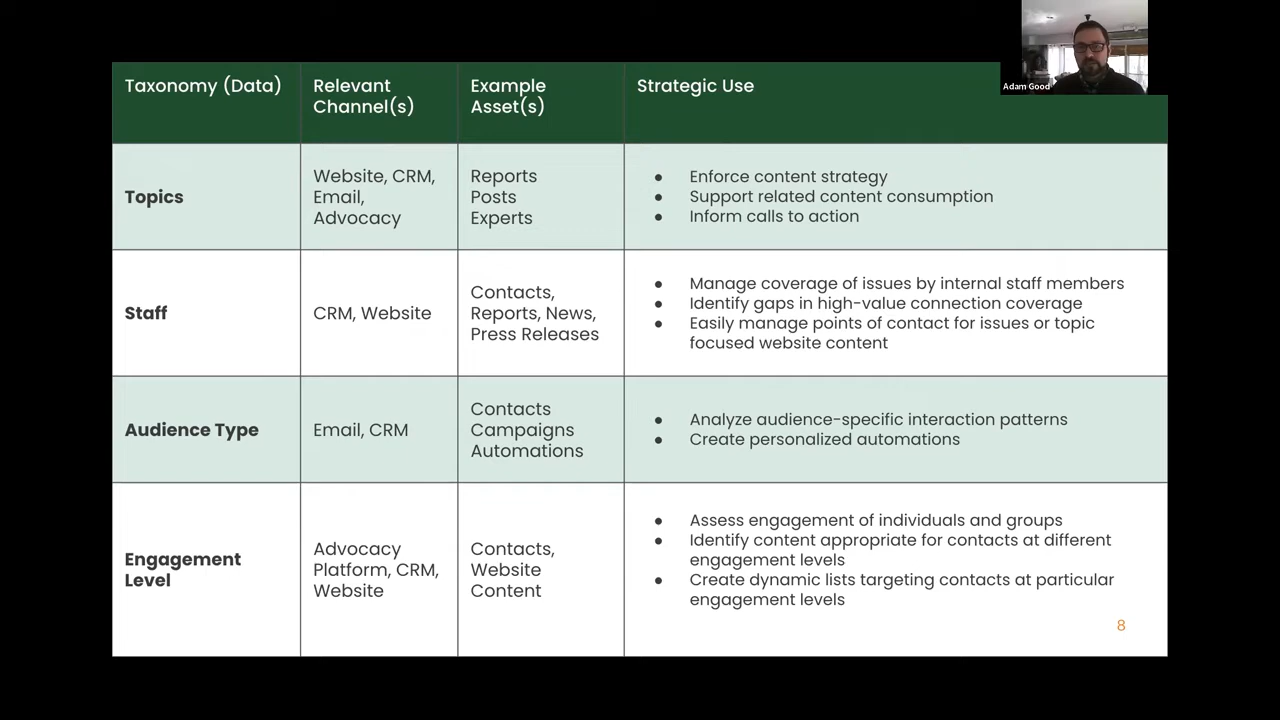 Adam Good
Taxonomy (Data)
Relevant
Channel(s)
Example
Asset(s)
Strategic Use
Topics
Website, CRM,
Email,
Advocacy
Reports
Posts
Experts
● Enforce content strategy
● Support related content consumption
● Inform calls to action
Staff
CRM, Website
Contacts,
Reports, News,
Press Releases
● Manage coverage of issues by internal staff members
● Identify gaps in high-value connection coverage
● Easily manage points of contact for issues or topic
focused website content
Audience Type
Email, CRM
Contacts
Campaigns
Automations
● Analyze audience-specific interaction patterns
● Create personalized automations
Engagement
Level
Advocacy
Platform, CRM,
Website
Contacts,
Website
Content
● Assess engagement of individuals and groups
● Identify content appropriate for contacts at different
engagement levels
● Create dynamic lists targeting contacts at particular
engagement levels
8